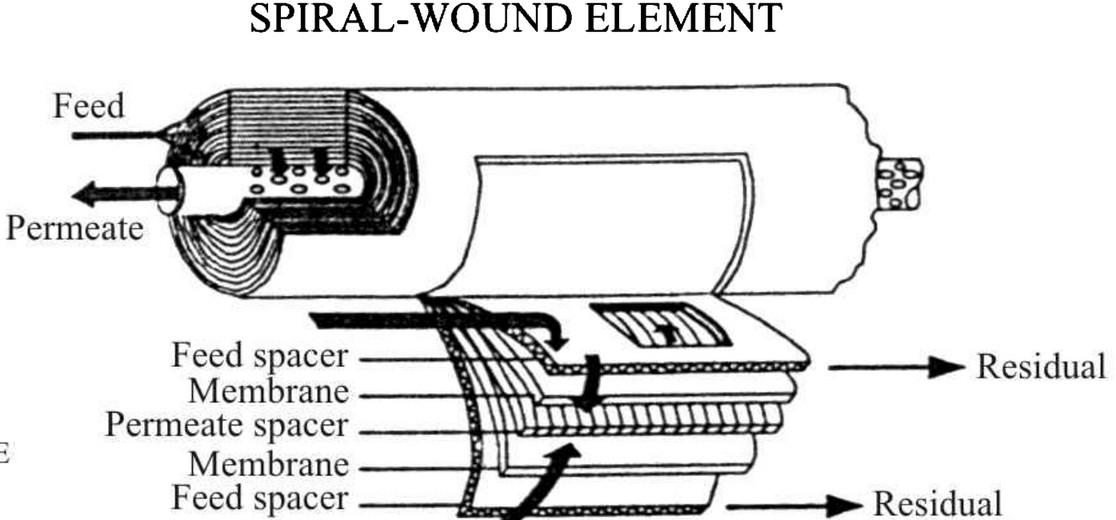 SPIRAL-WOUND ELEMENT
Feed
Permeate
Feed spacer
Membrane
Permeate spacer
Membrane
Feed spacer
Residual
Residual
E